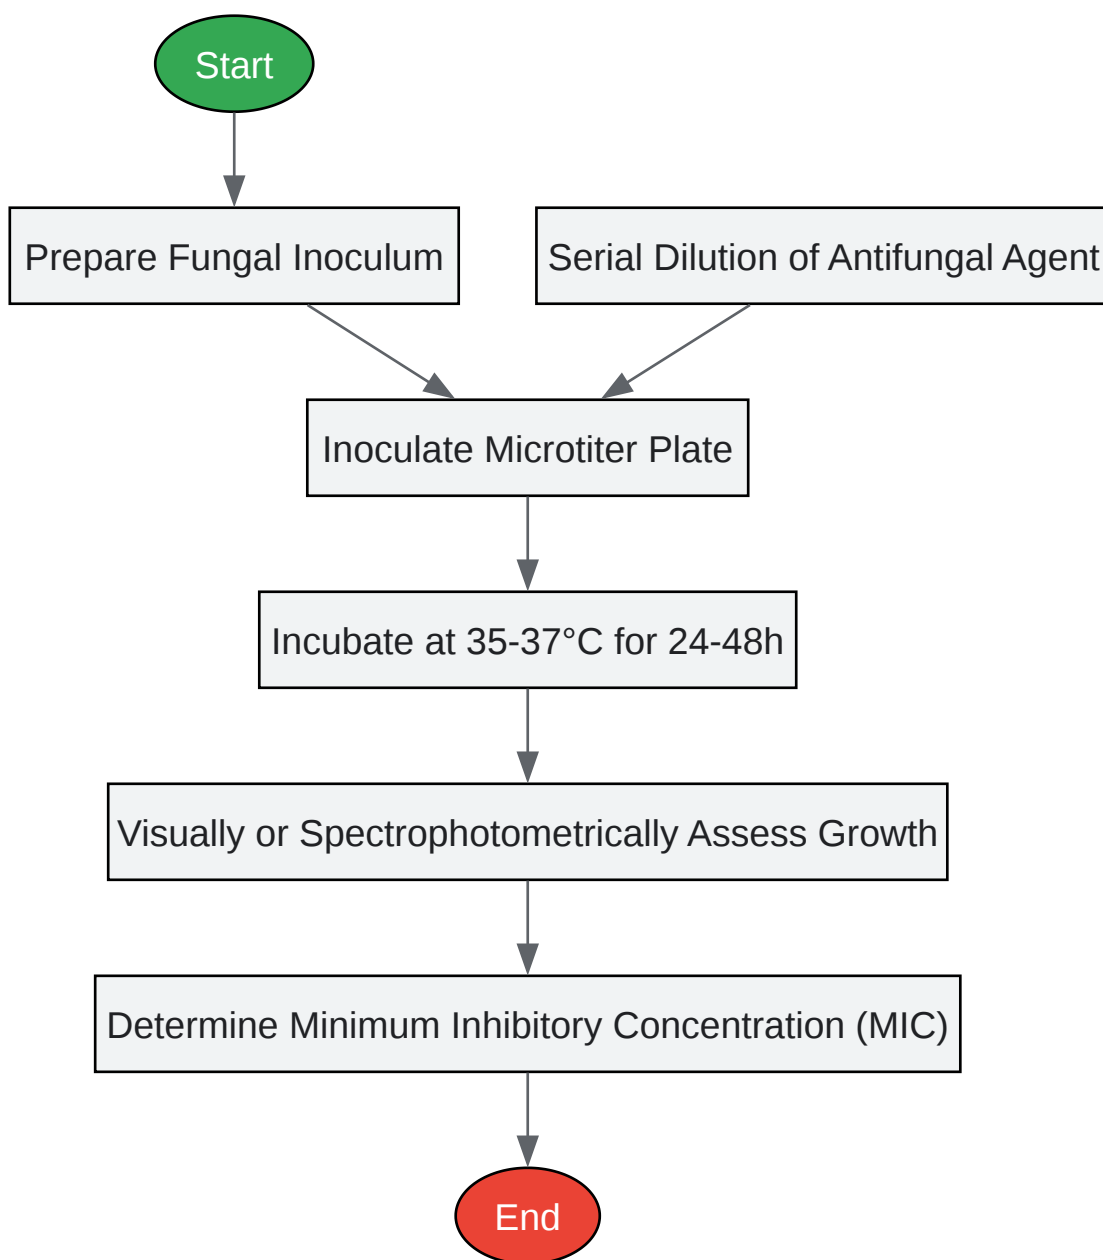 Start
Prepare Fungal Inoculum
Serial Dilution of Antifungal Agent
Inoculate Microtiter Plate
Incubate at 35-37°C for 24-48h
Visually or Spectrophotometrically Assess Growth
Determine Minimum Inhibitory Concentration (MIC)
End